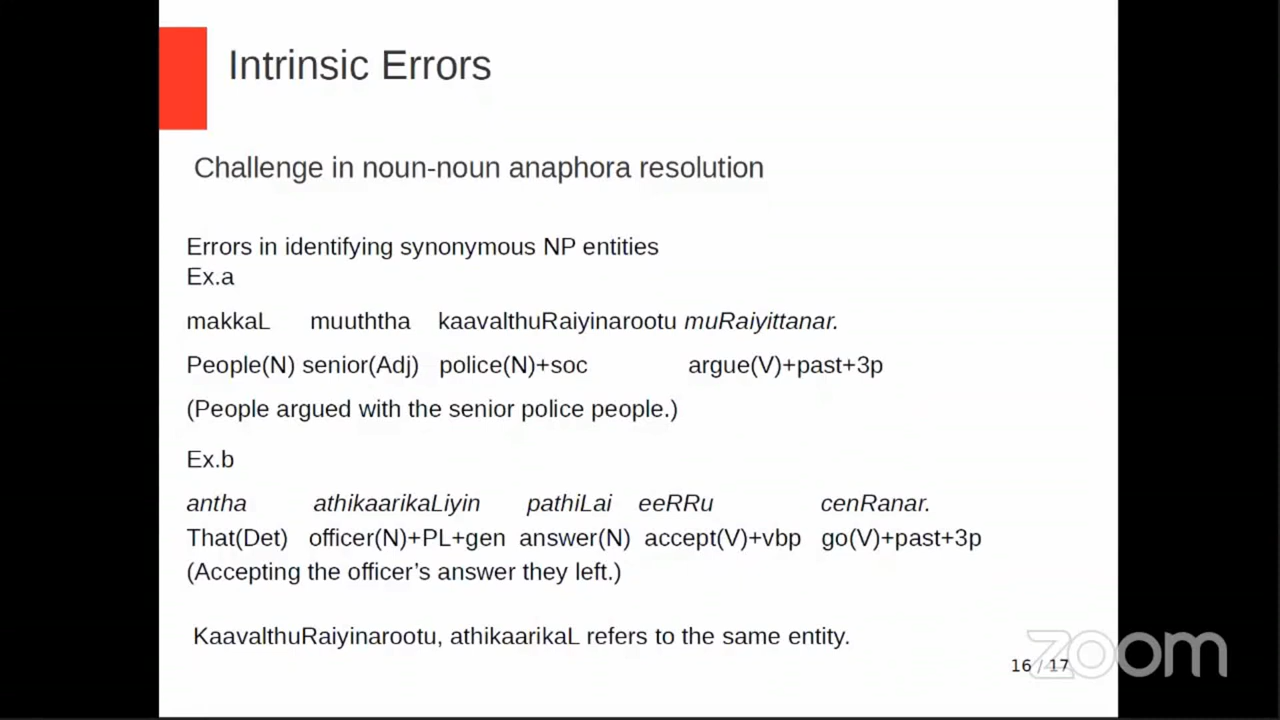 Intrinsic Errors
Challenge in noun-noun anaphora resolution
Errors in identifying synonymous NP entities
Ex.a
makkaL muuththa kaavalthuRaiyinarootu muRaiyittanar.
People(N) senior(Adj) police(N)+soc argue(V)+past+3p
(People argued with the senior police people.)
Ex.b
antha athikaarikaLiyin pathiLai eeRRu cenRanar.
That(Det) officer(N)+PL+gen answer(N) accept(V)+vbp go(V)+past+3p
(Accepting the officer’s answer they left.)
KaavalthuRaiyinarootu, athikaarikaL refers to the same entity.
16 / 17
zoom